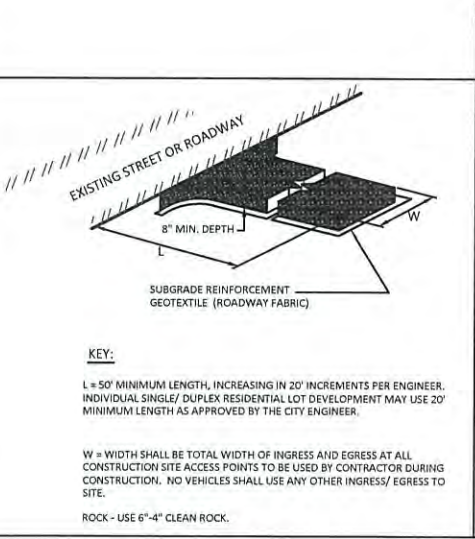 EXISTING STREET OR ROADWAY
8" MIN. DEPTH
L
W
SUBGRADE REINFORCEMENT
GEOTEXTILE (ROADWAY FABRIC)
KEY:
L = 50' MINIMUM LENGTH, INCREASING IN 20' INCREMENTS PER ENGINEER.
INDIVIDUAL SINGLE/ DUPLEX RESIDENTIAL LOT DEVELOPMENT MAY USE 20'
MINIMUM LENGTH AS APPROVED BY THE CITY ENGINEER.
W = WIDTH SHALL BE TOTAL WIDTH OF INGRESS AND EGRESS AT ALL
CONSTRUCTION SITE ACCESS POINTS TO BE USED BY CONTRACTOR DURING
CONSTRUCTION. NO VEHICLES SHALL USE ANY OTHER INGRESS/ EGRESS TO
SITE.
ROCK - USE 6"-4" CLEAN ROCK.